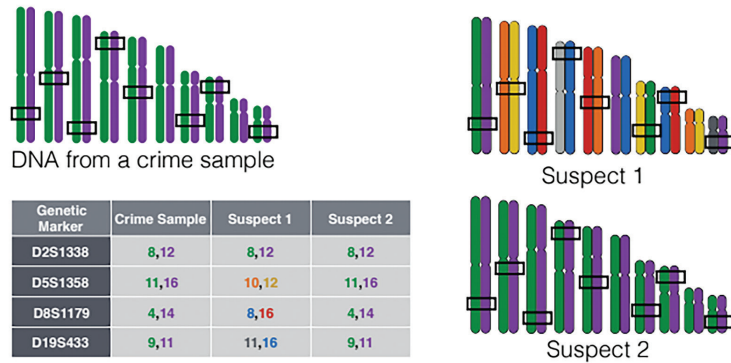 DNA from a crime sample
Suspect 1
Genetic Marker Crime Sample Suspect 1 Suspect 2
D2S1338 8,12 8,12 8,12
D5S1358 11,16 10,12 11,16
D8S1179 4,14 8,16 4,14
D19S433 9,11 11,16 9,11
Suspect 2